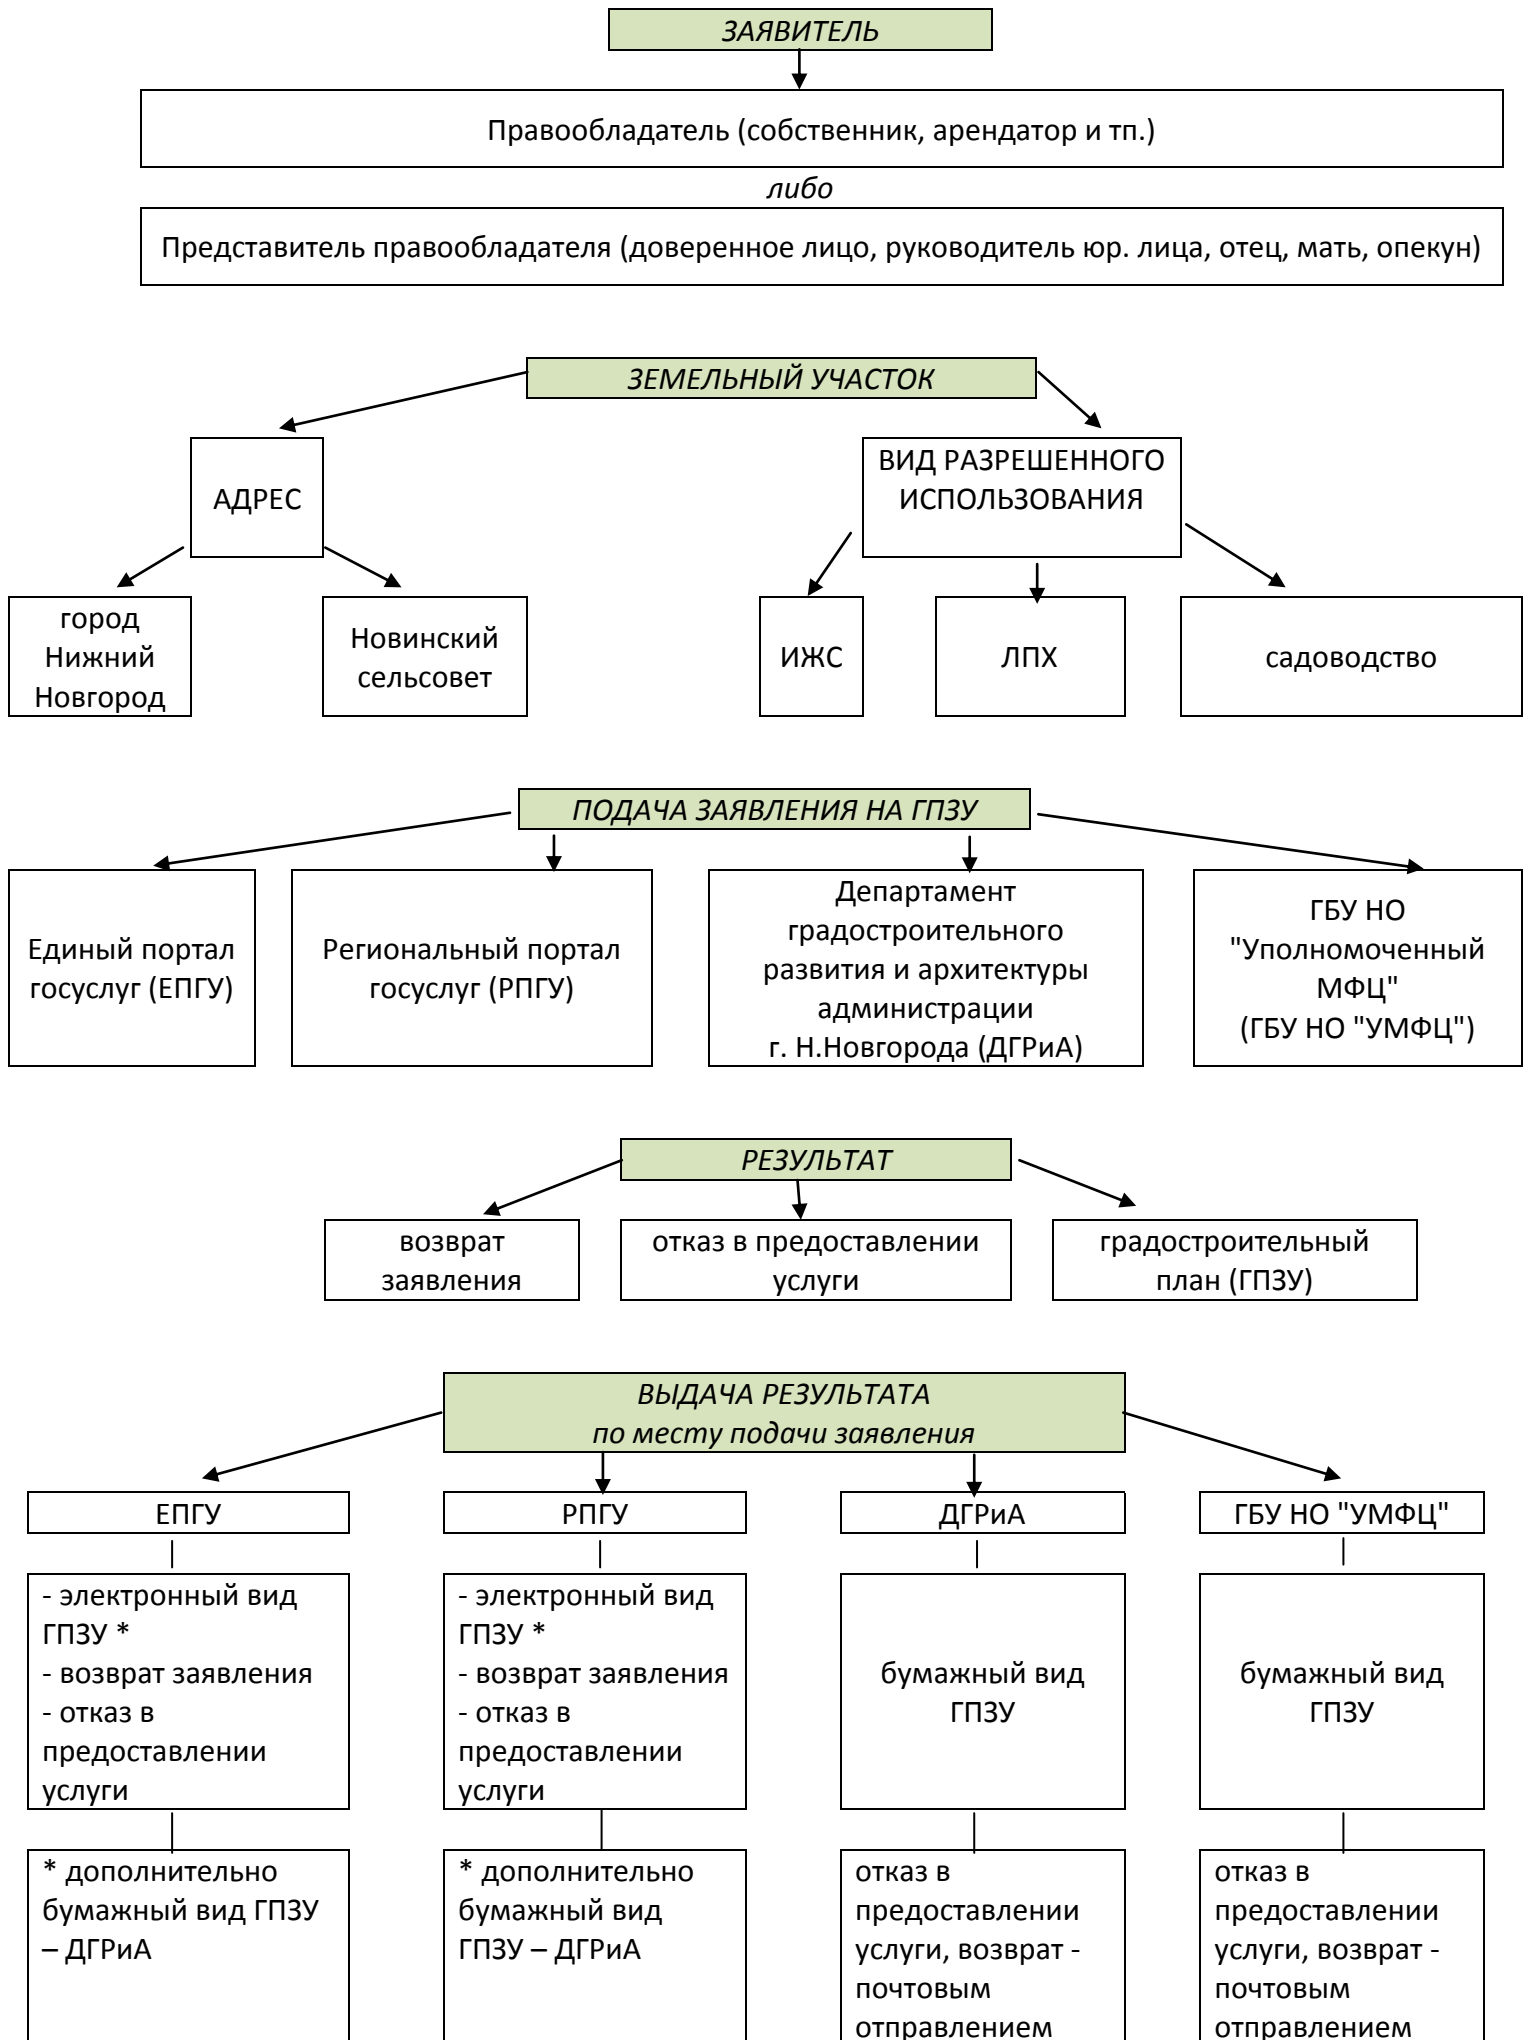 ЗАЯВИТЕЛЬ
Правообладатель (собственник, арендатор и тп.)
либо
Представитель правообладателя (доверенное лицо, руководитель юр. лица, отец, мать, опекун)
ЗЕМЕЛЬНЫЙ УЧАСТОК
АДРЕС
ВИД РАЗРЕШЕННОГО
ИСПОЛЬЗОВАНИЯ
город
Нижний
Новгород
Новинский
сельсовет
ИЖС
ЛПХ
садоводство
ПОДАЧА ЗАЯВЛЕНИЯ НА ГПЗУ
Единый портал
госуслуг (ЕПГУ)
Региональный портал
госуслуг (РПГУ)
Департамент
градостроительного
развития и архитектуры
администрации
г. Н.Новгорода (ДГРиА)
ГБУ НО
"Уполномоченный
МФЦ"
(ГБУ НО "УМФЦ")
РЕЗУЛЬТАТ
возврат
заявления
отказ в предоставлении
услуги
градостроительный
план (ГПЗУ)
ВЫДАЧА РЕЗУЛЬТАТА
по месту подачи заявления
ЕПГУ
РПГУ
ДГРиА
ГБУ НО "УМФЦ"
- электронный вид
ГПЗУ *
- возврат заявления
- отказ в
предоставлении
услуги
- электронный вид
ГПЗУ *
- возврат заявления
- отказ в
предоставлении
услуги
бумажный вид
ГПЗУ
бумажный вид
ГПЗУ
* дополнительно
бумажный вид ГПЗУ
– ДГРиА
* дополнительно
бумажный вид
ГПЗУ – ДГРиА
отказ в
предоставлении
услуги, возврат -
почтовым
отправлением
отказ в
предоставлении
услуги, возврат -
почтовым
отправлением